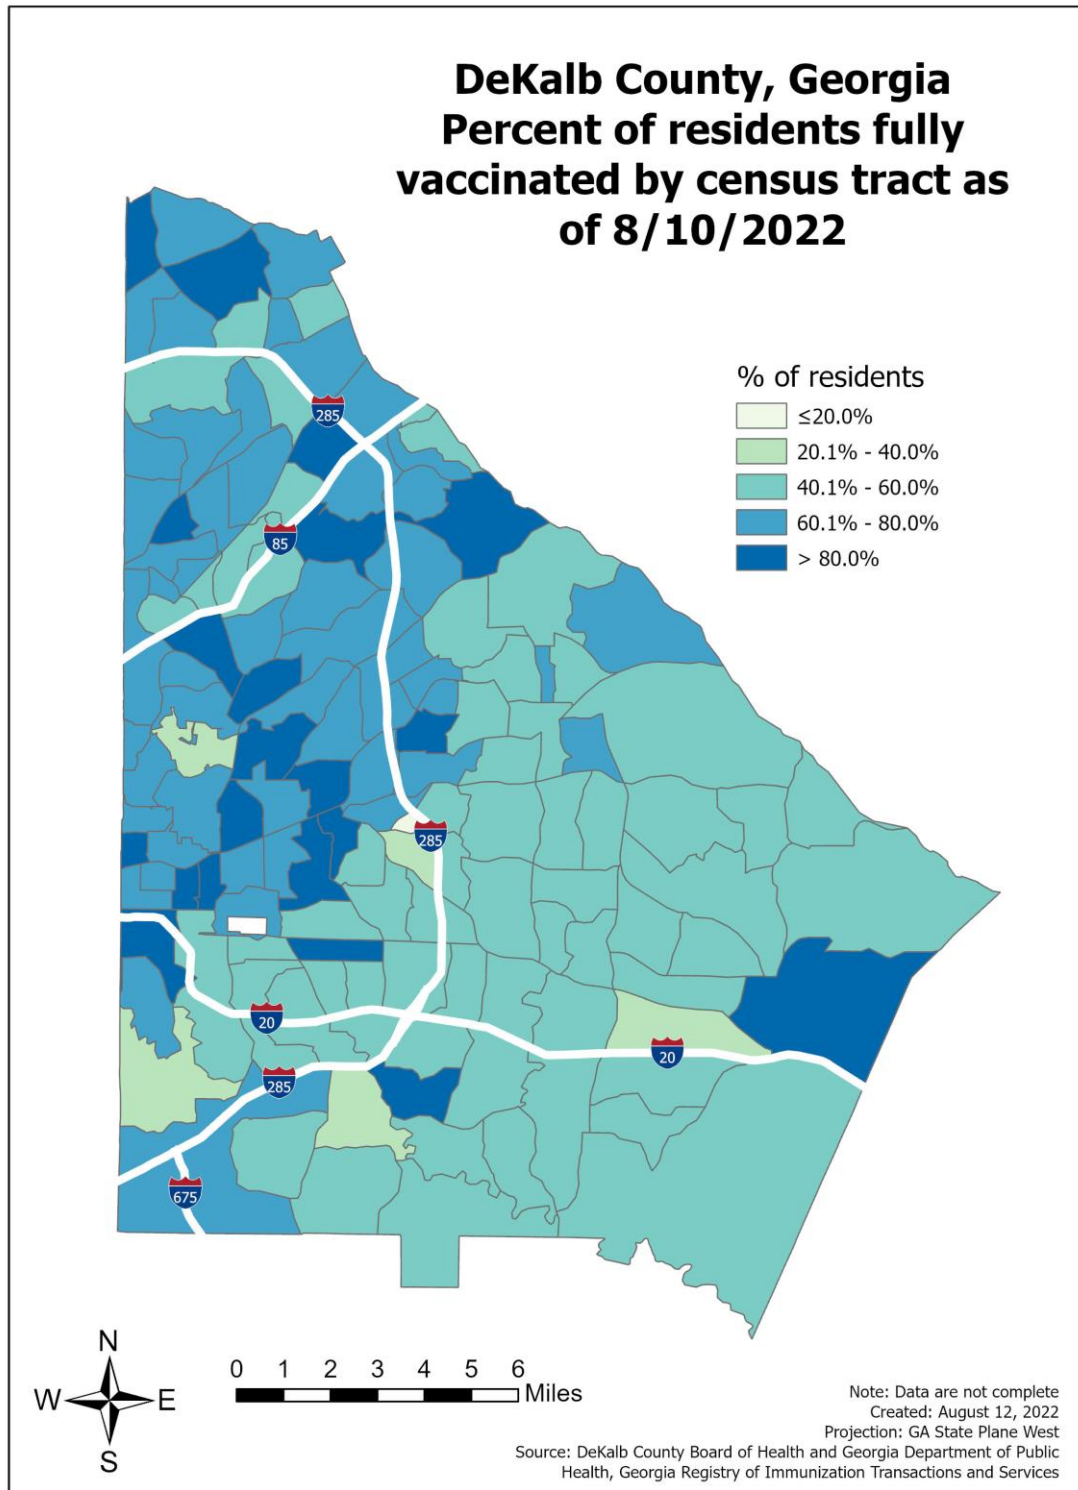 DeKalb County, Georgia
Percent of residents fully
vaccinated by census tract as
of 8/10/2022
% of residents
≤20.0%
20.1% - 40.0%
40.1% - 60.0%
60.1% - 80.0%
> 80.0%
285
85
285
20
20
285
675
N
W E
S
0 1 2 3 4 5 6
Miles
Note: Data are not complete
Created: August 12, 2022
Projection: GA State Plane West
Source: DeKalb County Board of Health and Georgia Department of Public
Health, Georgia Registry of Immunization Transactions and Services